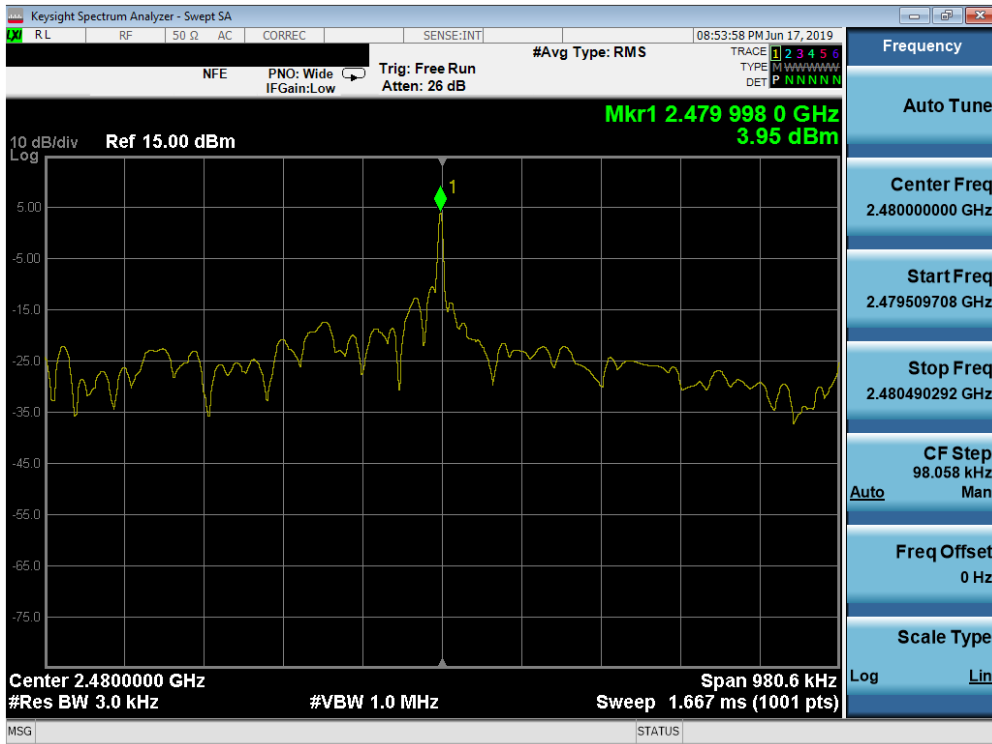 Keysight Spectrum Analyzer - Swept SA
LXI RL RF 50 Ω AC CORREC SENSE:INT 08:53:58 PM Jun 17, 2019
#Avg Type: RMS TRACE 1 2 3 4 5 6
NFE PNO: Wide Trig: Free Run TYPE M WWWWW
IFGain:Low Atten: 26 dB DET P N N N N N
Mkr1 2.479 998 0 GHz
3.95 dBm
10 dB/div Ref 15.00 dBm
Log
1
5.00
-5.00
-15.0
-25.0
-35.0
-45.0
-55.0
-65.0
-75.0
Center 2.4800000 GHz Span 980.6 kHz
#Res BW 3.0 kHz #VBW 1.0 MHz Sweep 1.667 ms (1001 pts)
MSG STATUS
Frequency
Auto Tune
Center Freq
2.480000000 GHz
Start Freq
2.479509708 GHz
Stop Freq
2.480490292 GHz
CF Step
98.058 kHz
Auto Man
Freq Offset
0 Hz
Scale Type
Log Lin